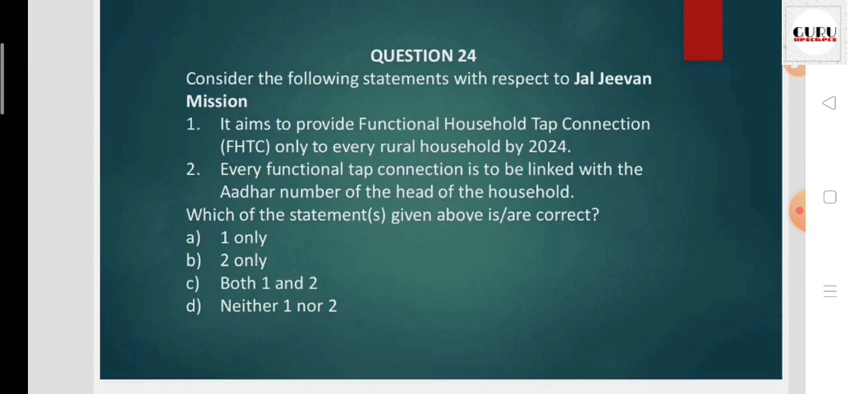 GURU
QUESTION 24
Consider the following statements with respect to Jal Jeevan
Mission
1. It aims to provide Functional Household Tap Connection
(FHTC) only to every rural household by 2024.
2. Every functional tap connection is to be linked with the
Aadhar number of the head of the household.
Which of the statement(s) given above is/are correct?
a) 1 only
b) 2 only
c) Both 1 and 2
d) Neither 1 nor 2